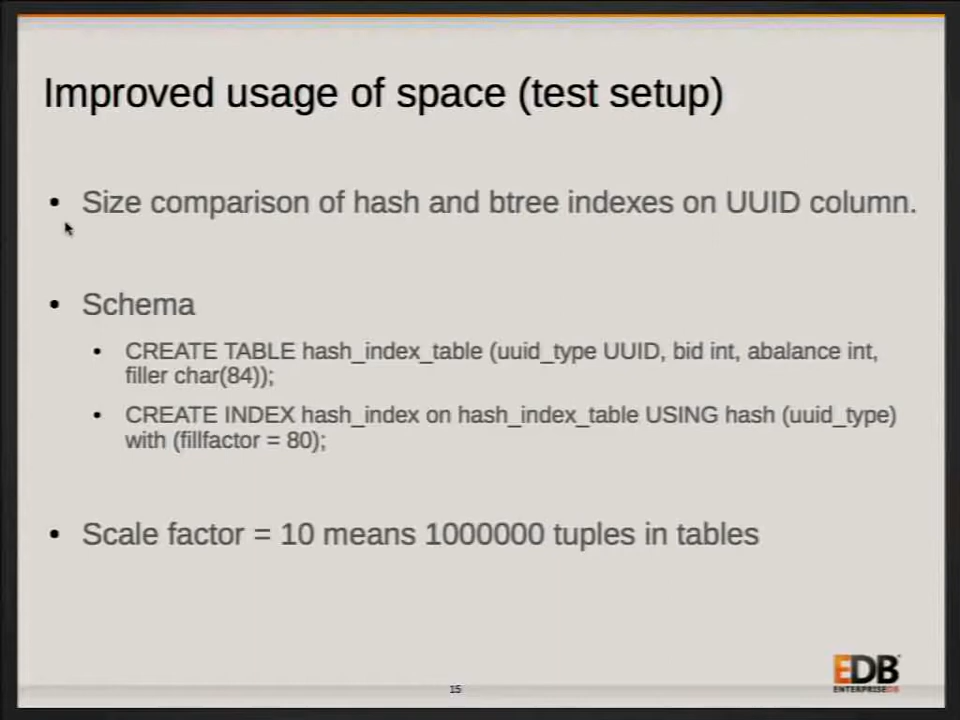 Improved usage of space (test setup)
• Size comparison of hash and btree indexes on UUID column.
• Schema
• CREATE TABLE hash_index_table (uuid_type UUID, bid int, abalance int,
filler char(84));
• CREATE INDEX hash_index on hash_index_table USING hash (uuid_type)
with (fillfactor = 80);
• Scale factor = 10 means 1000000 tuples in tables
EDB
ENTERPRISEDB
15